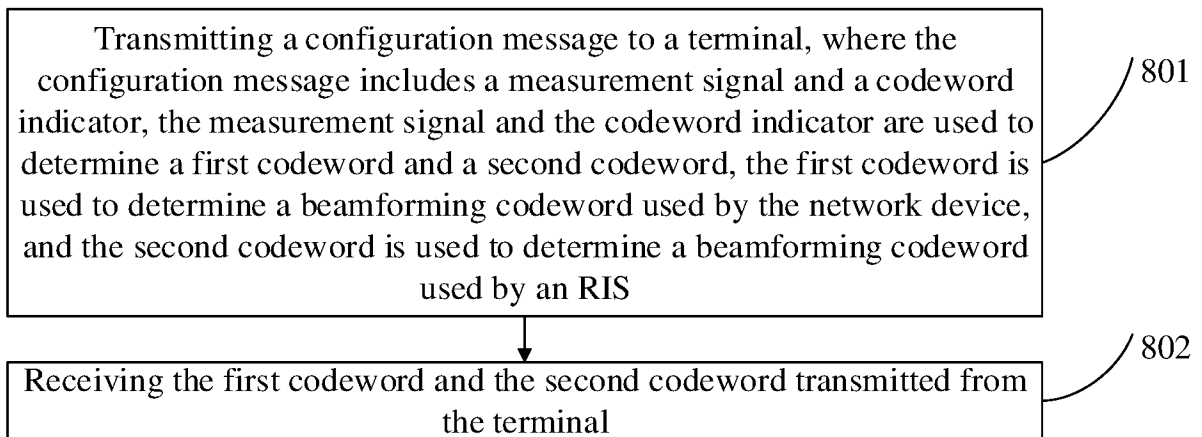 Transmitting a configuration message to a terminal, where the
configuration message includes a measurement signal and a codeword
indicator, the measurement signal and the codeword indicator are used to
determine a first codeword and a second codeword, the first codeword is
used to determine a beamforming codeword used by the network device,
and the second codeword is used to determine a beamforming codeword
used by an RIS
801
Receiving the first codeword and the second codeword transmitted from
the terminal
802